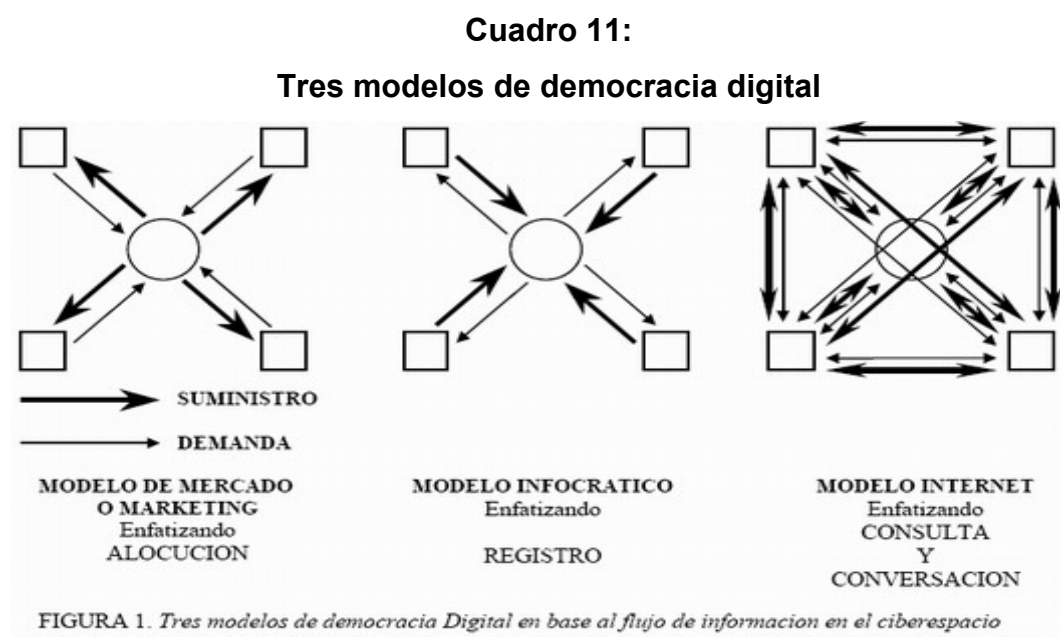 Cuadro 11:
Tres modelos de democracia digital
SUMINISTRO
DEMANDA
MODELO DE MERCADO
O MARKETING
Enfatizando
ALOCUCION
MODELO INFOCRATICO
Enfatizando
REGISTRO
MODELO INTERNET
Enfatizando
CONSULTA
Y
CONVERSACION
FIGURA 1. Tres modelos de democracia Digital en base al flujo de informacion en el ciberespacio